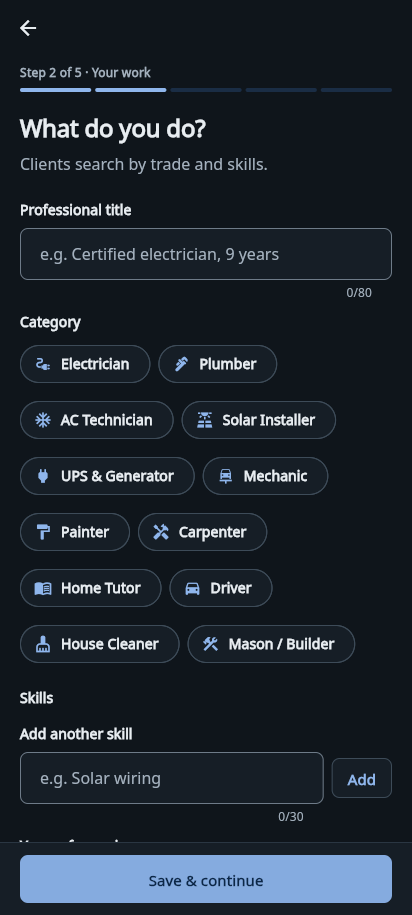 Step 2 of 5 · Your work
What do you do?
Clients search by trade and skills.
Professional title
e.g. Certified electrician, 9 years
0/80
Category
Electrician
Plumber
AC Technician
Solar Installer
UPS & Generator
Mechanic
Painter
Carpenter
Home Tutor
Driver
House Cleaner
Mason / Builder
Skills
Add another skill
e.g. Solar wiring
Add
0/30
Save & continue